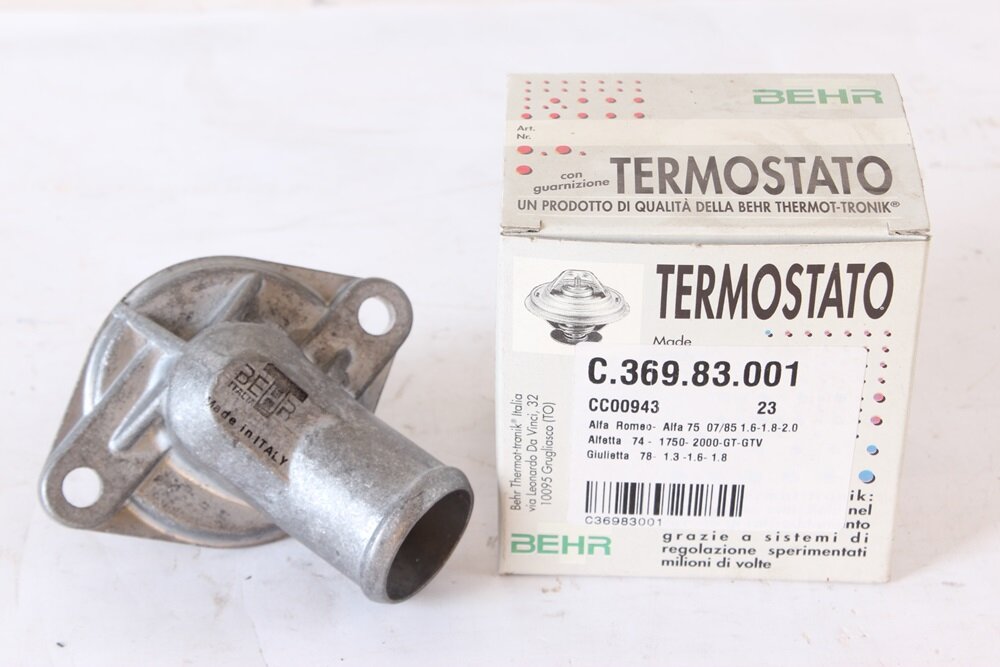 BEHR
Art.
Nr.
con
guarnizione
TERMOSTATO
UN PRODOTTO DI QUALITÀ DELLA BEHR THERMOT-TRONIK®
TERMOSTATO
Made
C.369.83.001
CC00943 23
Alfa Romeo- Alfa 75 07/85 1.6-1.8-2.0
Alfetta 74 - 1750- 2000-GT-GTV
Giulietta 78- 1.3 -1.6- 1.8
C36983001
Behr Thermot-tronik® Italia
via Leonardo Da Vinci, 32
10095 Grugliasco (TO)
BEHR
grazie a sistemi di
regolazione sperimentati
milioni di volte
BEHR
ITALIA
Made in ITALY